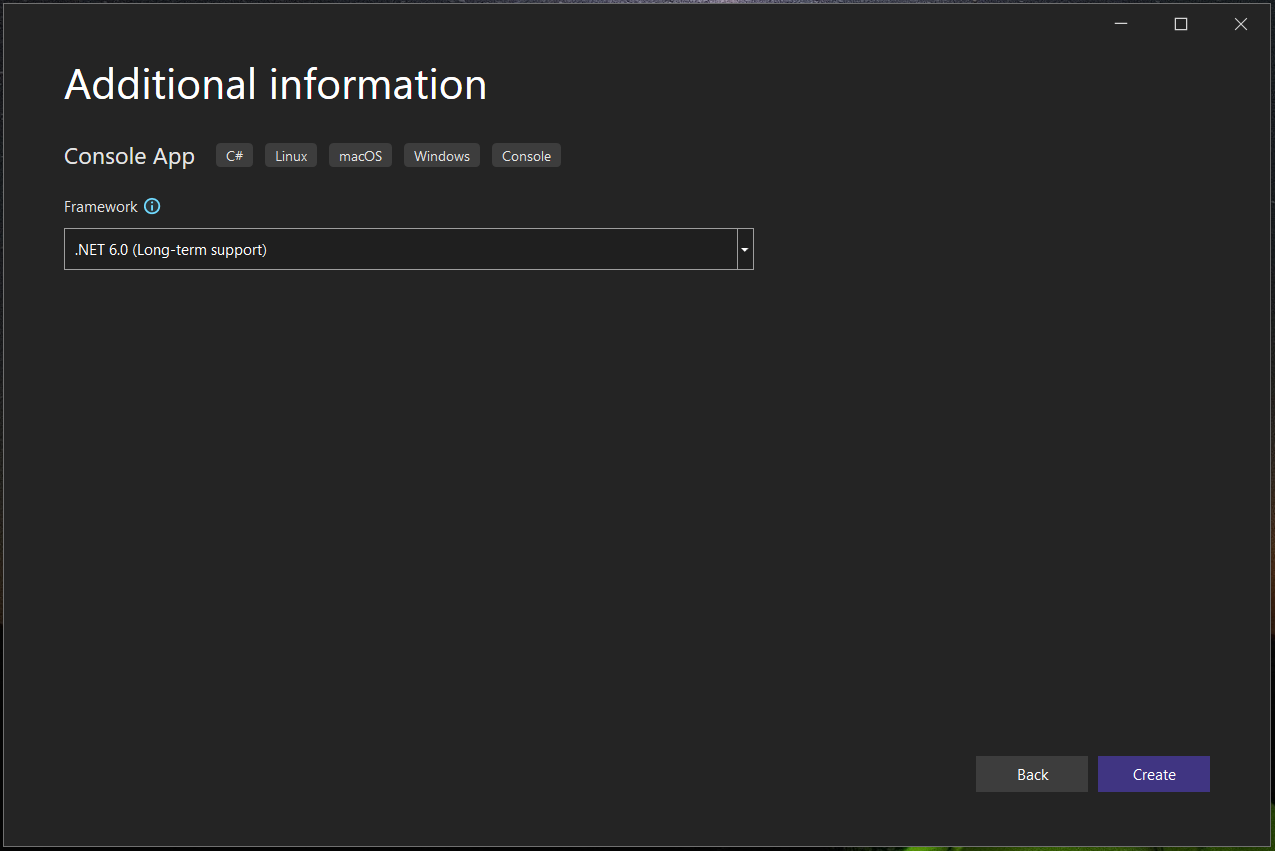 Additional information
Console App C# Linux macOS Windows Console
Framework
.NET 6.0 (Long-term support)
Back Create